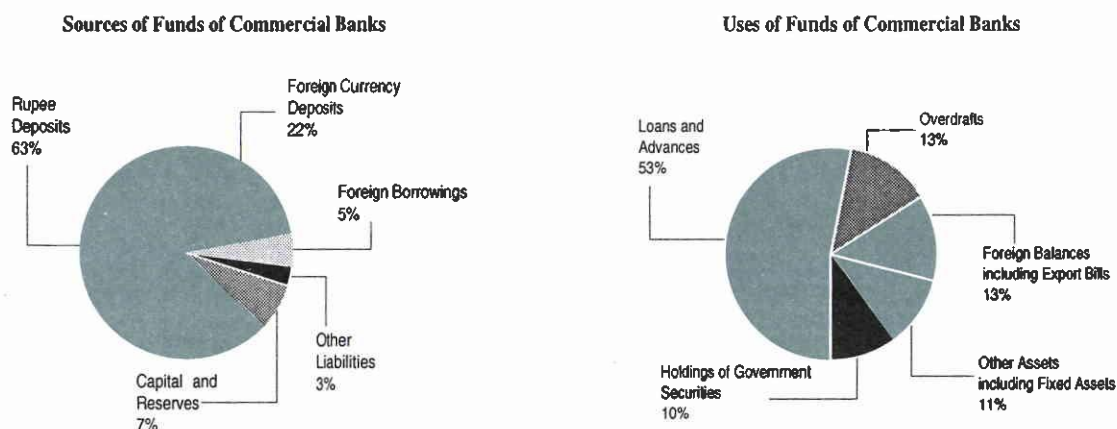 Sources of Funds of Commercial Banks
Rupee
Deposits
63%
Foreign Currency
Deposits
22%
Foreign Borrowings
5%
Other
Liabilities
3%
Capital and
Reserves
7%
Uses of Funds of Commercial Banks
Loans and
Advances
53%
Overdrafts
13%
Foreign Balances
including Export Bills
13%
Other Assets
including Fixed Assets
11%
Holdings of Government
Securities
10%